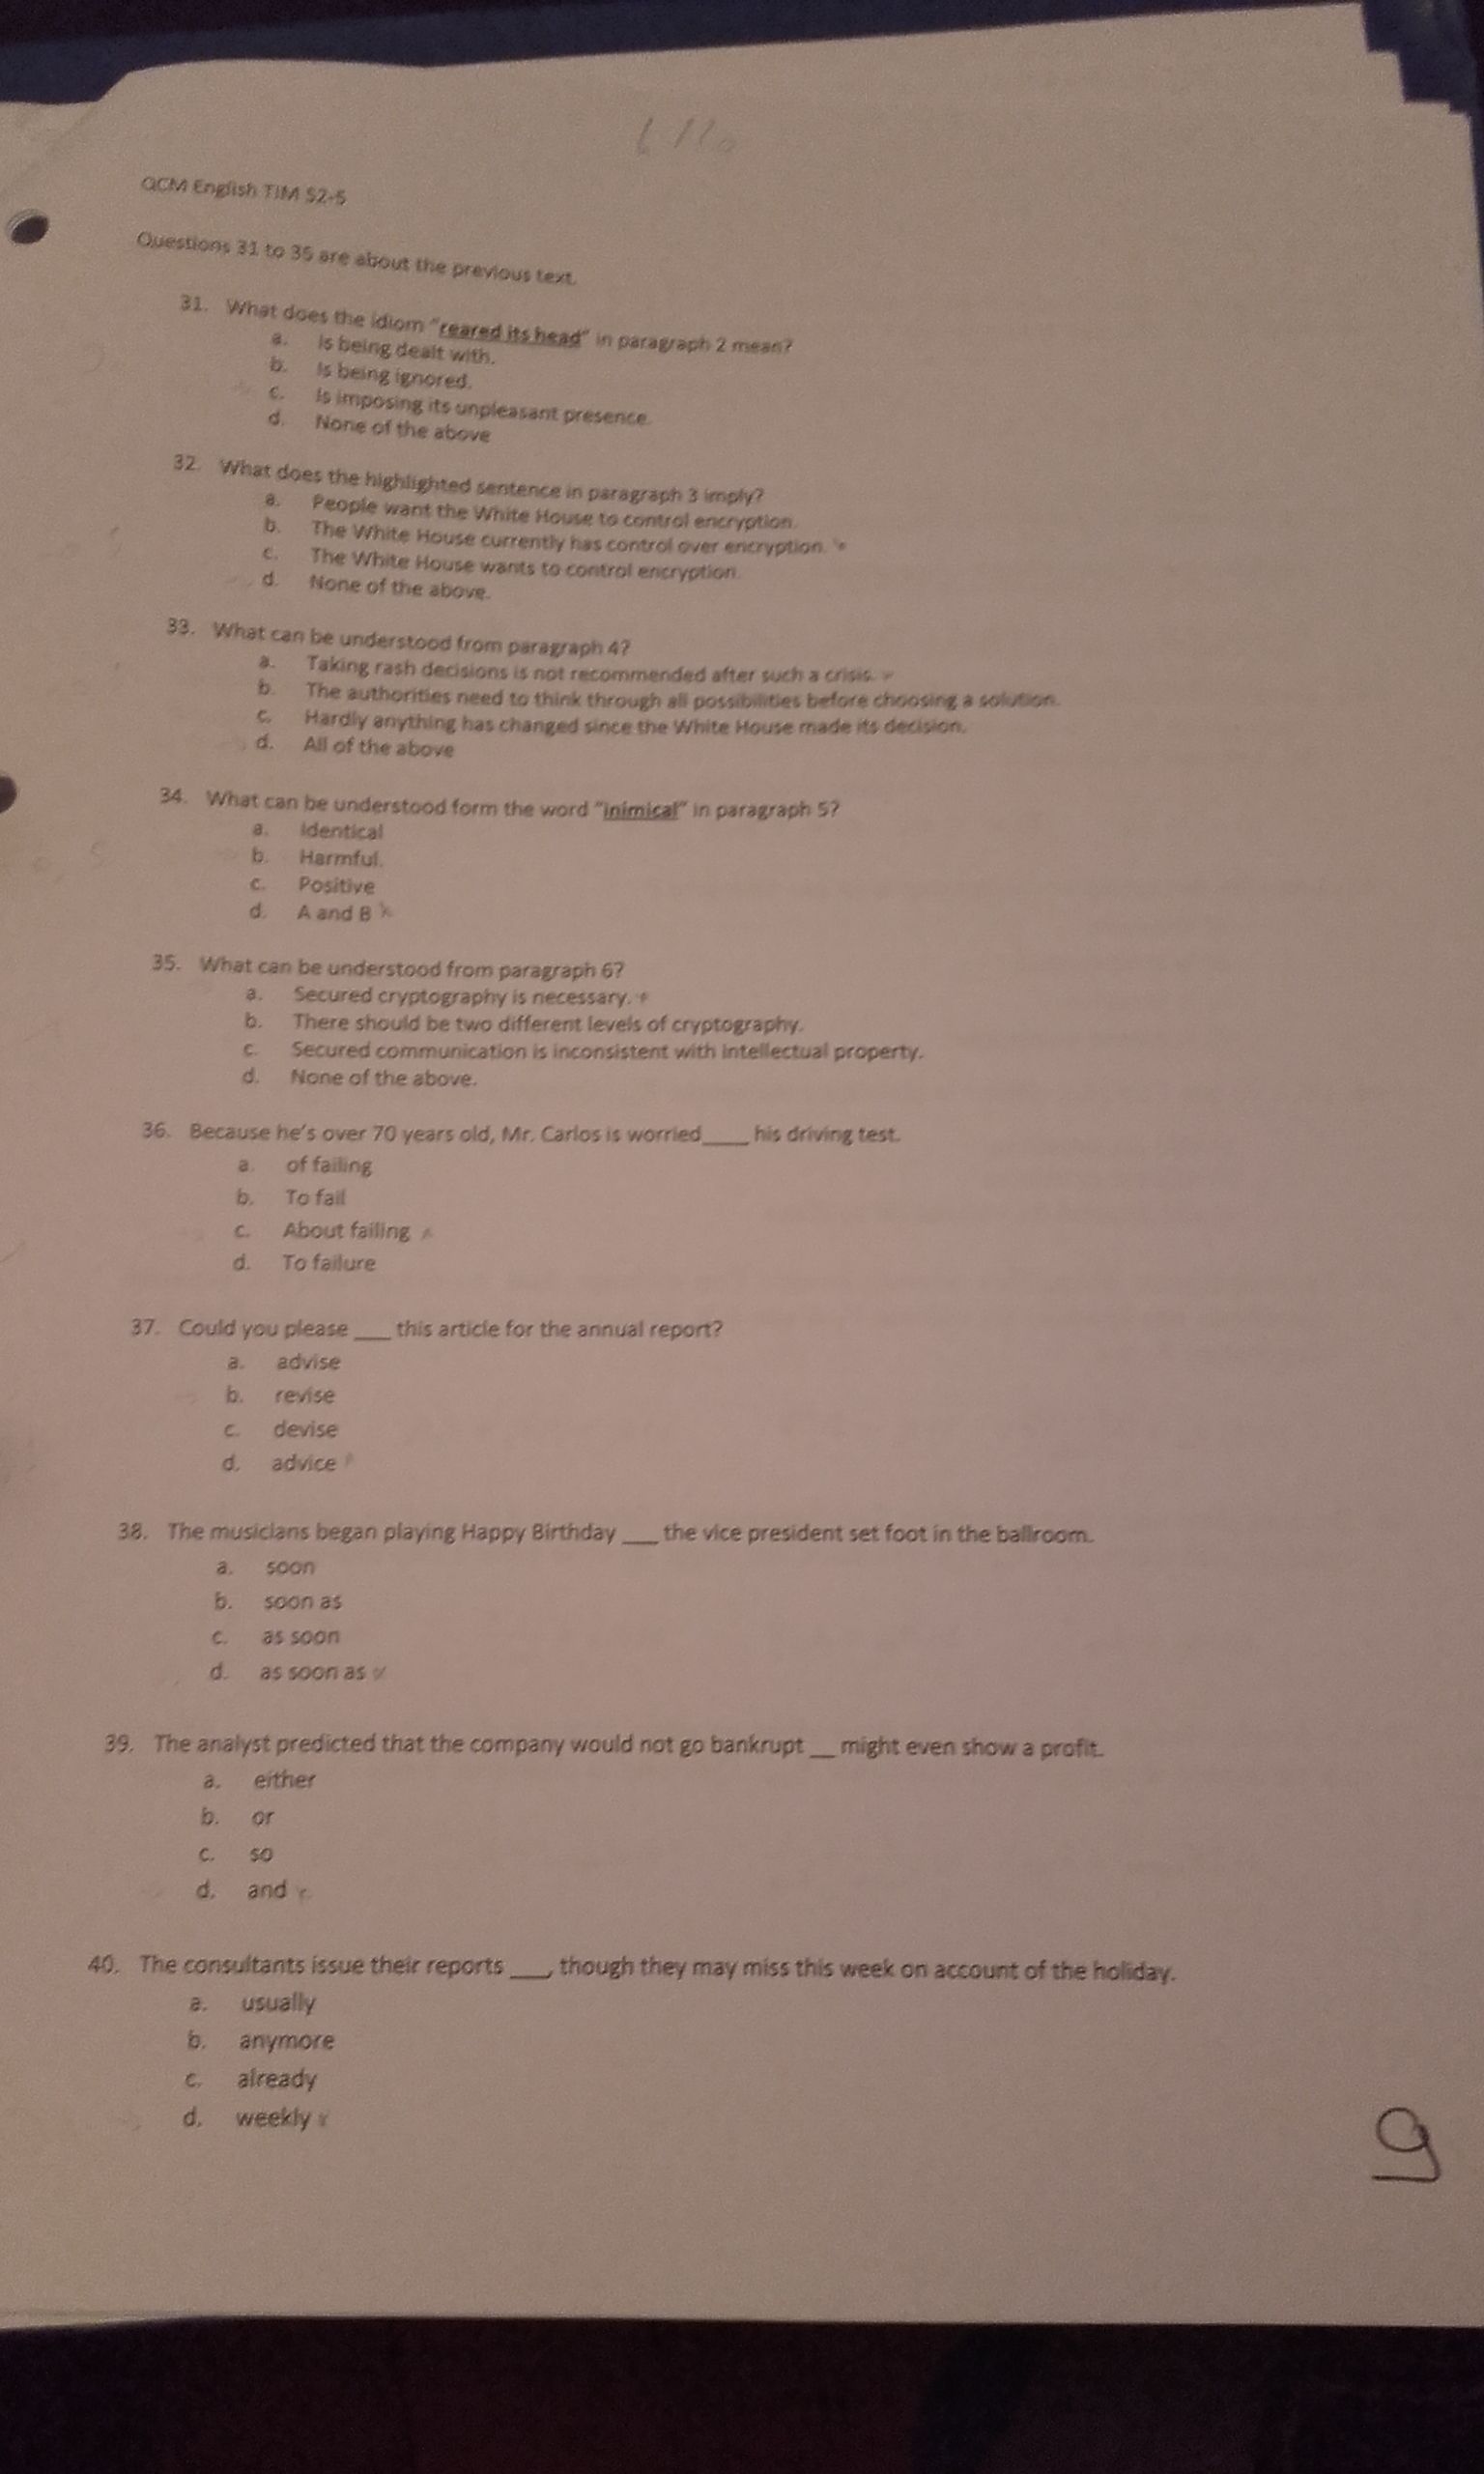 QCM English TIM S2-5
Questions 31 to 35 are about the previous text.
31. What does the idiom "reared its head" in paragraph 2 mean?
a. Is being dealt with.
b. Is being ignored.
c. Is imposing its unpleasant presence.
d. None of the above
32. What does the highlighted sentence in paragraph 3 imply?
a. People want the White House to control encryption.
b. The White House currently has control over encryption.
c. The White House wants to control encryption.
d. None of the above.
33. What can be understood from paragraph 4?
a. Taking rash decisions is not recommended after such a crisis.
b. The authorities need to think through all possibilities before choosing a solution.
c. Hardly anything has changed since the White House made its decision.
d. All of the above
34. What can be understood form the word "inimical" in paragraph 5?
a. Identical
b. Harmful.
c. Positive
d. A and B
35. What can be understood from paragraph 6?
a. Secured cryptography is necessary.
b. There should be two different levels of cryptography.
c. Secured communication is inconsistent with intellectual property.
d. None of the above.
36. Because he's over 70 years old, Mr. Carlos is worried____ his driving test.
a. of failing
b. To fail
c. About failing
d. To failure
37. Could you please ___ this article for the annual report?
a. advise
b. revise
c. devise
d. advice
38. The musicians began playing Happy Birthday ___ the vice president set foot in the ballroom.
a. soon
b. soon as
c. as soon
d. as soon as
39. The analyst predicted that the company would not go bankrupt __ might even show a profit.
a. either
b. or
c. so
d. and
40. The consultants issue their reports ___, though they may miss this week on account of the holiday.
a. usually
b. anymore
c. already
d. weekly
9